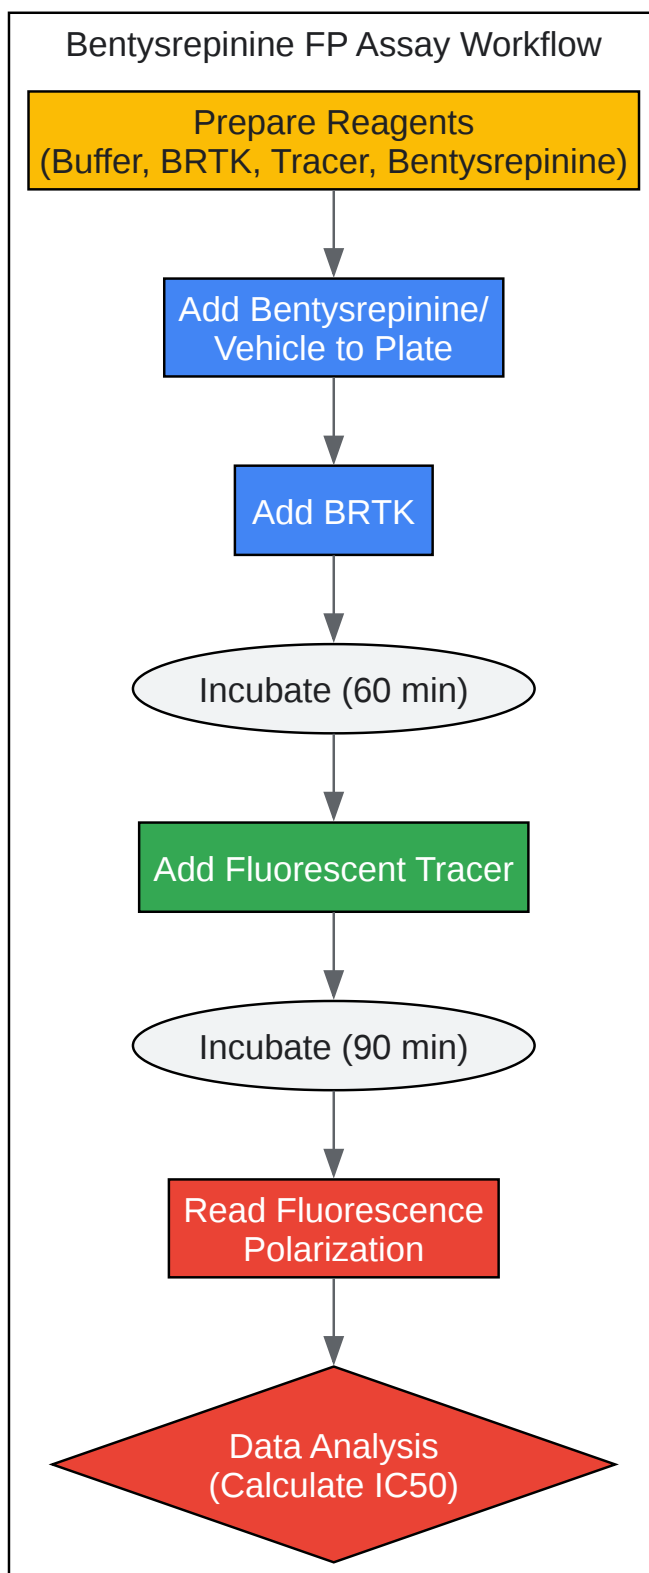 Bentysrepinine FP Assay Workflow
Prepare Reagents
(Buffer, BRTK, Tracer, Bentysrepinine)
Add Bentysrepinine/
Vehicle to Plate
Add BRTK
Incubate (60 min)
Add Fluorescent Tracer
Incubate (90 min)
Read Fluorescence
Polarization
Data Analysis
(Calculate IC50)